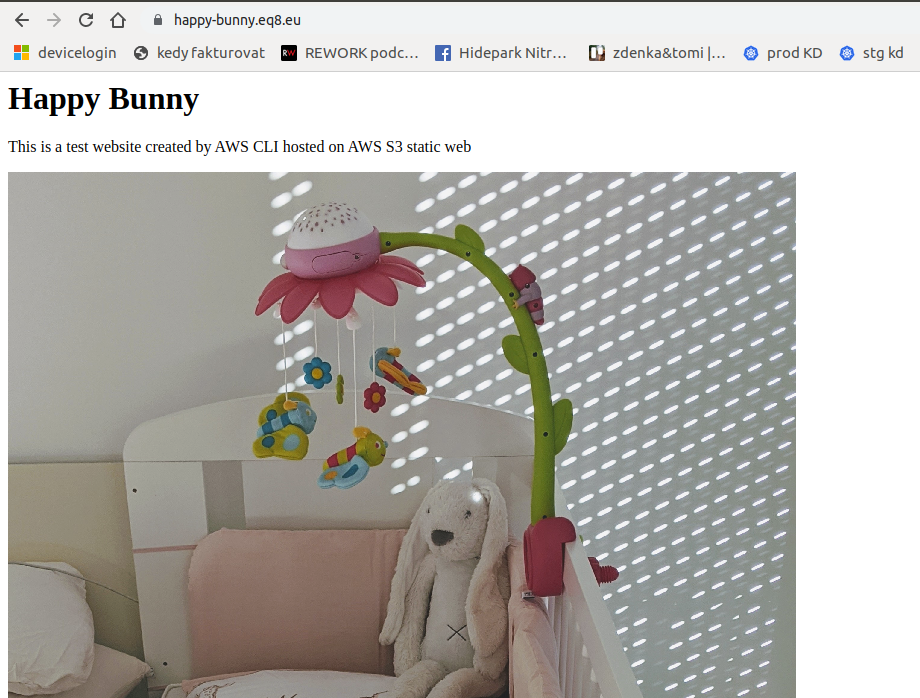 happy-bunny.eq8.eu
devicelogin
kedy fakturovat
RW
REWORK podc…
Hidepark Nitr…
zdenka&tomi |…
prod KD
stg kd
Happy Bunny
This is a test website created by AWS CLI hosted on AWS S3 static web